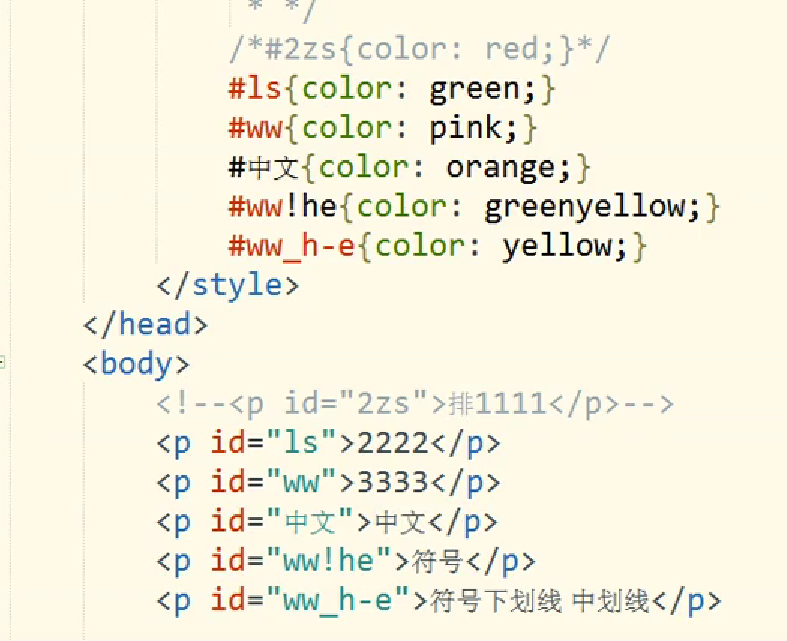 * */
/*#2zs{color: red;}*/
#ls{color: green;}
#ww{color: pink;}
#中文{color: orange;}
#ww!he{color: greenyellow;}
#ww_h-e{color: yellow;}
</style>
</head>
<body>
<!--<p id="2zs">排1111</p>-->
<p id="ls">2222</p>
<p id="ww">3333</p>
<p id="中文">中文</p>
<p id="ww!he">符号</p>
<p id="ww_h-e">符号下划线 中划线</p>